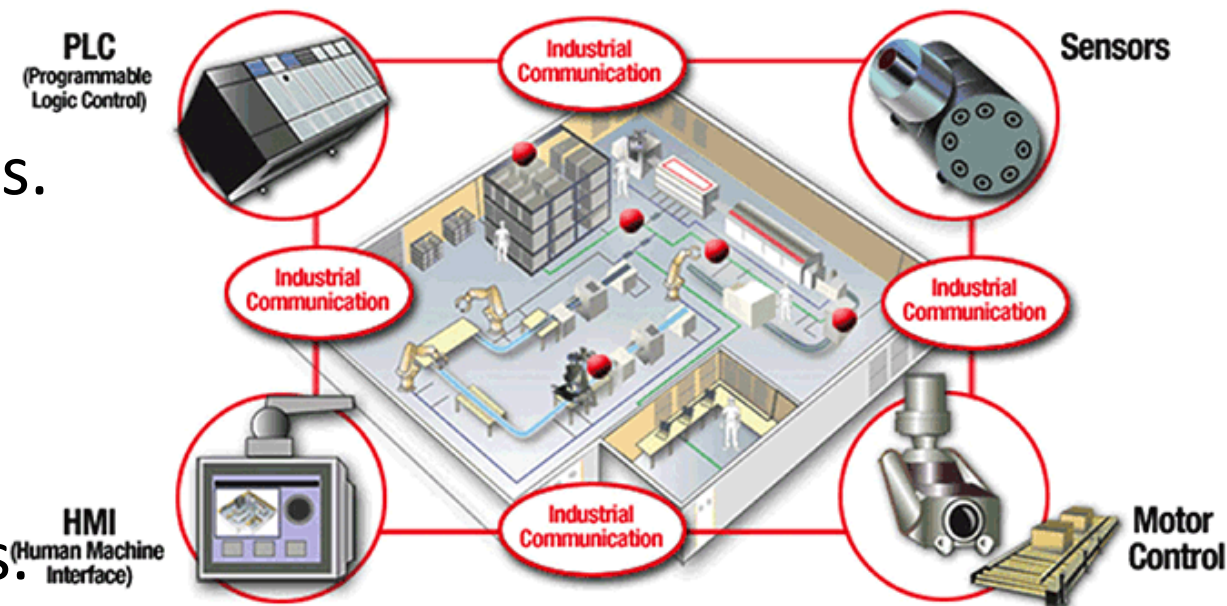 PLC
(Programmable
Logic Control)
Industrial
Communication
Sensors
s.
Industrial
Communication
Industrial
Communication
HMI
(Human Machine
Interface)
s.
Industrial
Communication
Motor
Control